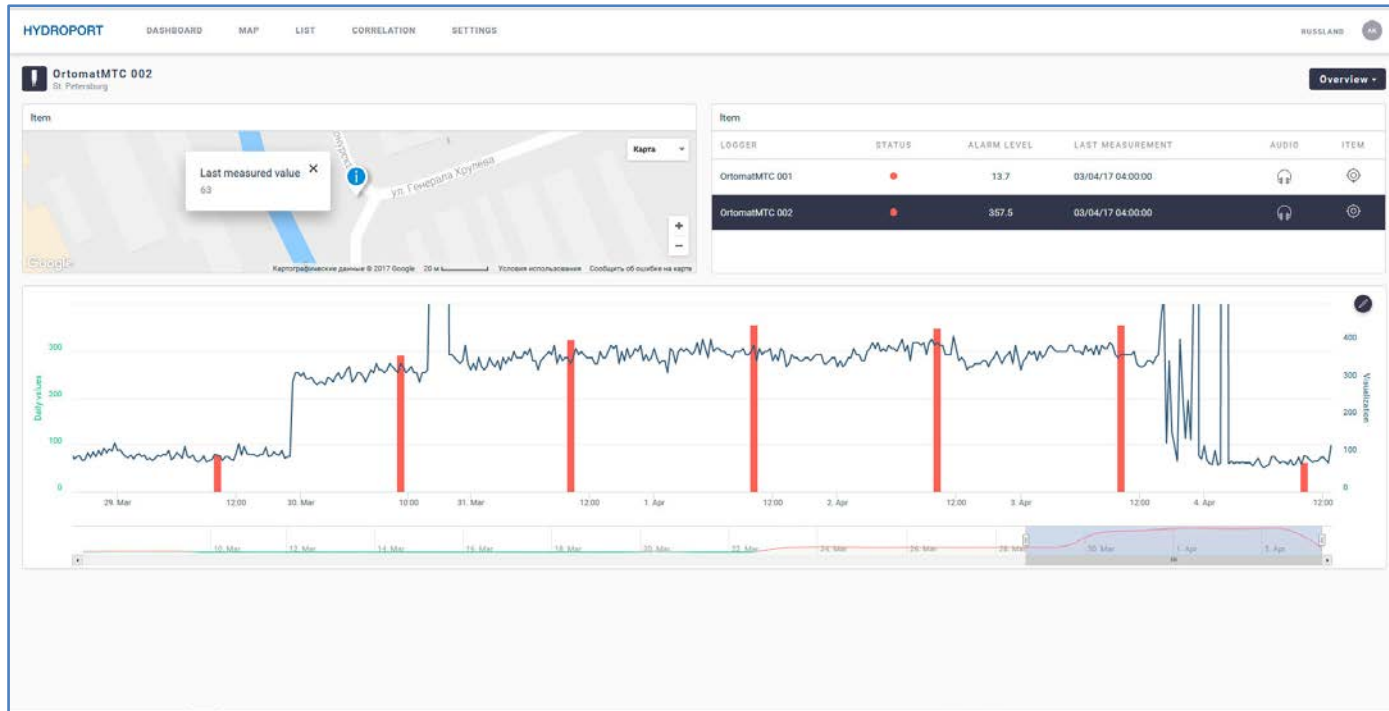 HYDROPORT DASHBOARD MAP LIST CORRELATION SETTINGS RUSSLAND
OrtomatMTC 002
St. Petersburg
Overview
Item
Карта
Last measured value ×
63
ул. Генерала Хрулева
+
−
Google
Картографические данные © 2017 Google 20 м Условия использования Сообщить об ошибке на карте
Item
LOGGER STATUS ALARM LEVEL LAST MEASUREMENT AUDIO ITEM
OrtomatMTC 001 13.7 03/04/17 04:00:00
OrtomatMTC 002 357.5 03/04/17 04:00:00
Daily values
300
200
100
0
Visualization
400
300
200
100
0
29. Mar 12:00 30. Mar 10:00 31. Mar 12:00 1. Apr 12:00 2. Apr 12:00 3. Apr 12:00 4. Apr 12:00
10. Mar 12. Mar 14. Mar 16. Mar 18. Mar 20. Mar 22. Mar 24. Mar 26. Mar 28. Mar 30. Mar 1. Apr 3. Apr